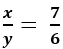 x/y = 7/6